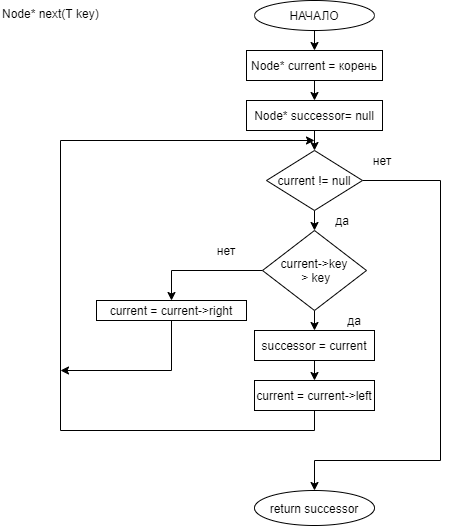 Node* next(T key)
НАЧАЛО
Node* current = корень
Node* successor= null
current != null
нет
да
current->key
> key
нет
current = current->right
да
successor = current
current = current->left
return successor